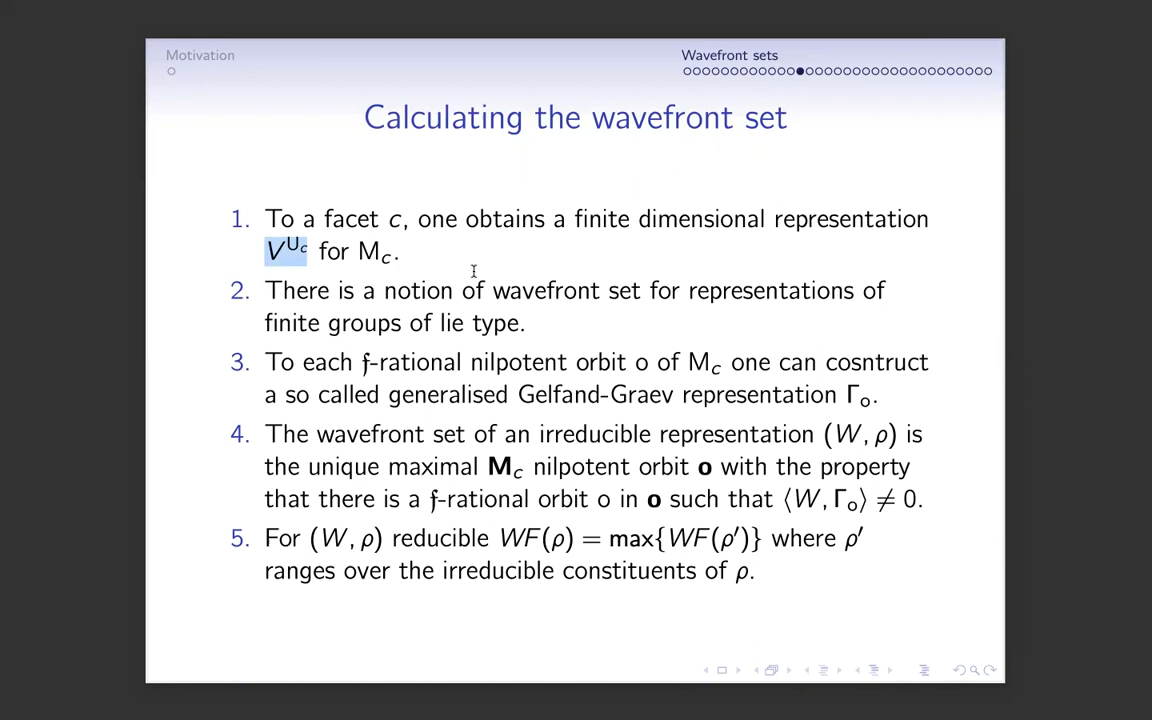 Motivation
Wavefront sets
Calculating the wavefront set
1. To a facet c, one obtains a finite dimensional representation
V^{U_c} for M_c.
2. There is a notion of wavefront set for representations of
finite groups of lie type.
3. To each 𝔣-rational nilpotent orbit o of M_c one can cosntruct
a so called generalised Gelfand-Graev representation Γ_o.
4. The wavefront set of an irreducible representation (W, ρ) is
the unique maximal M_c nilpotent orbit o with the property
that there is a 𝔣-rational orbit o in o such that ⟨W, Γ_o⟩ ≠ 0.
5. For (W, ρ) reducible WF(ρ) = max{WF(ρ′)} where ρ′
ranges over the irreducible constituents of ρ.